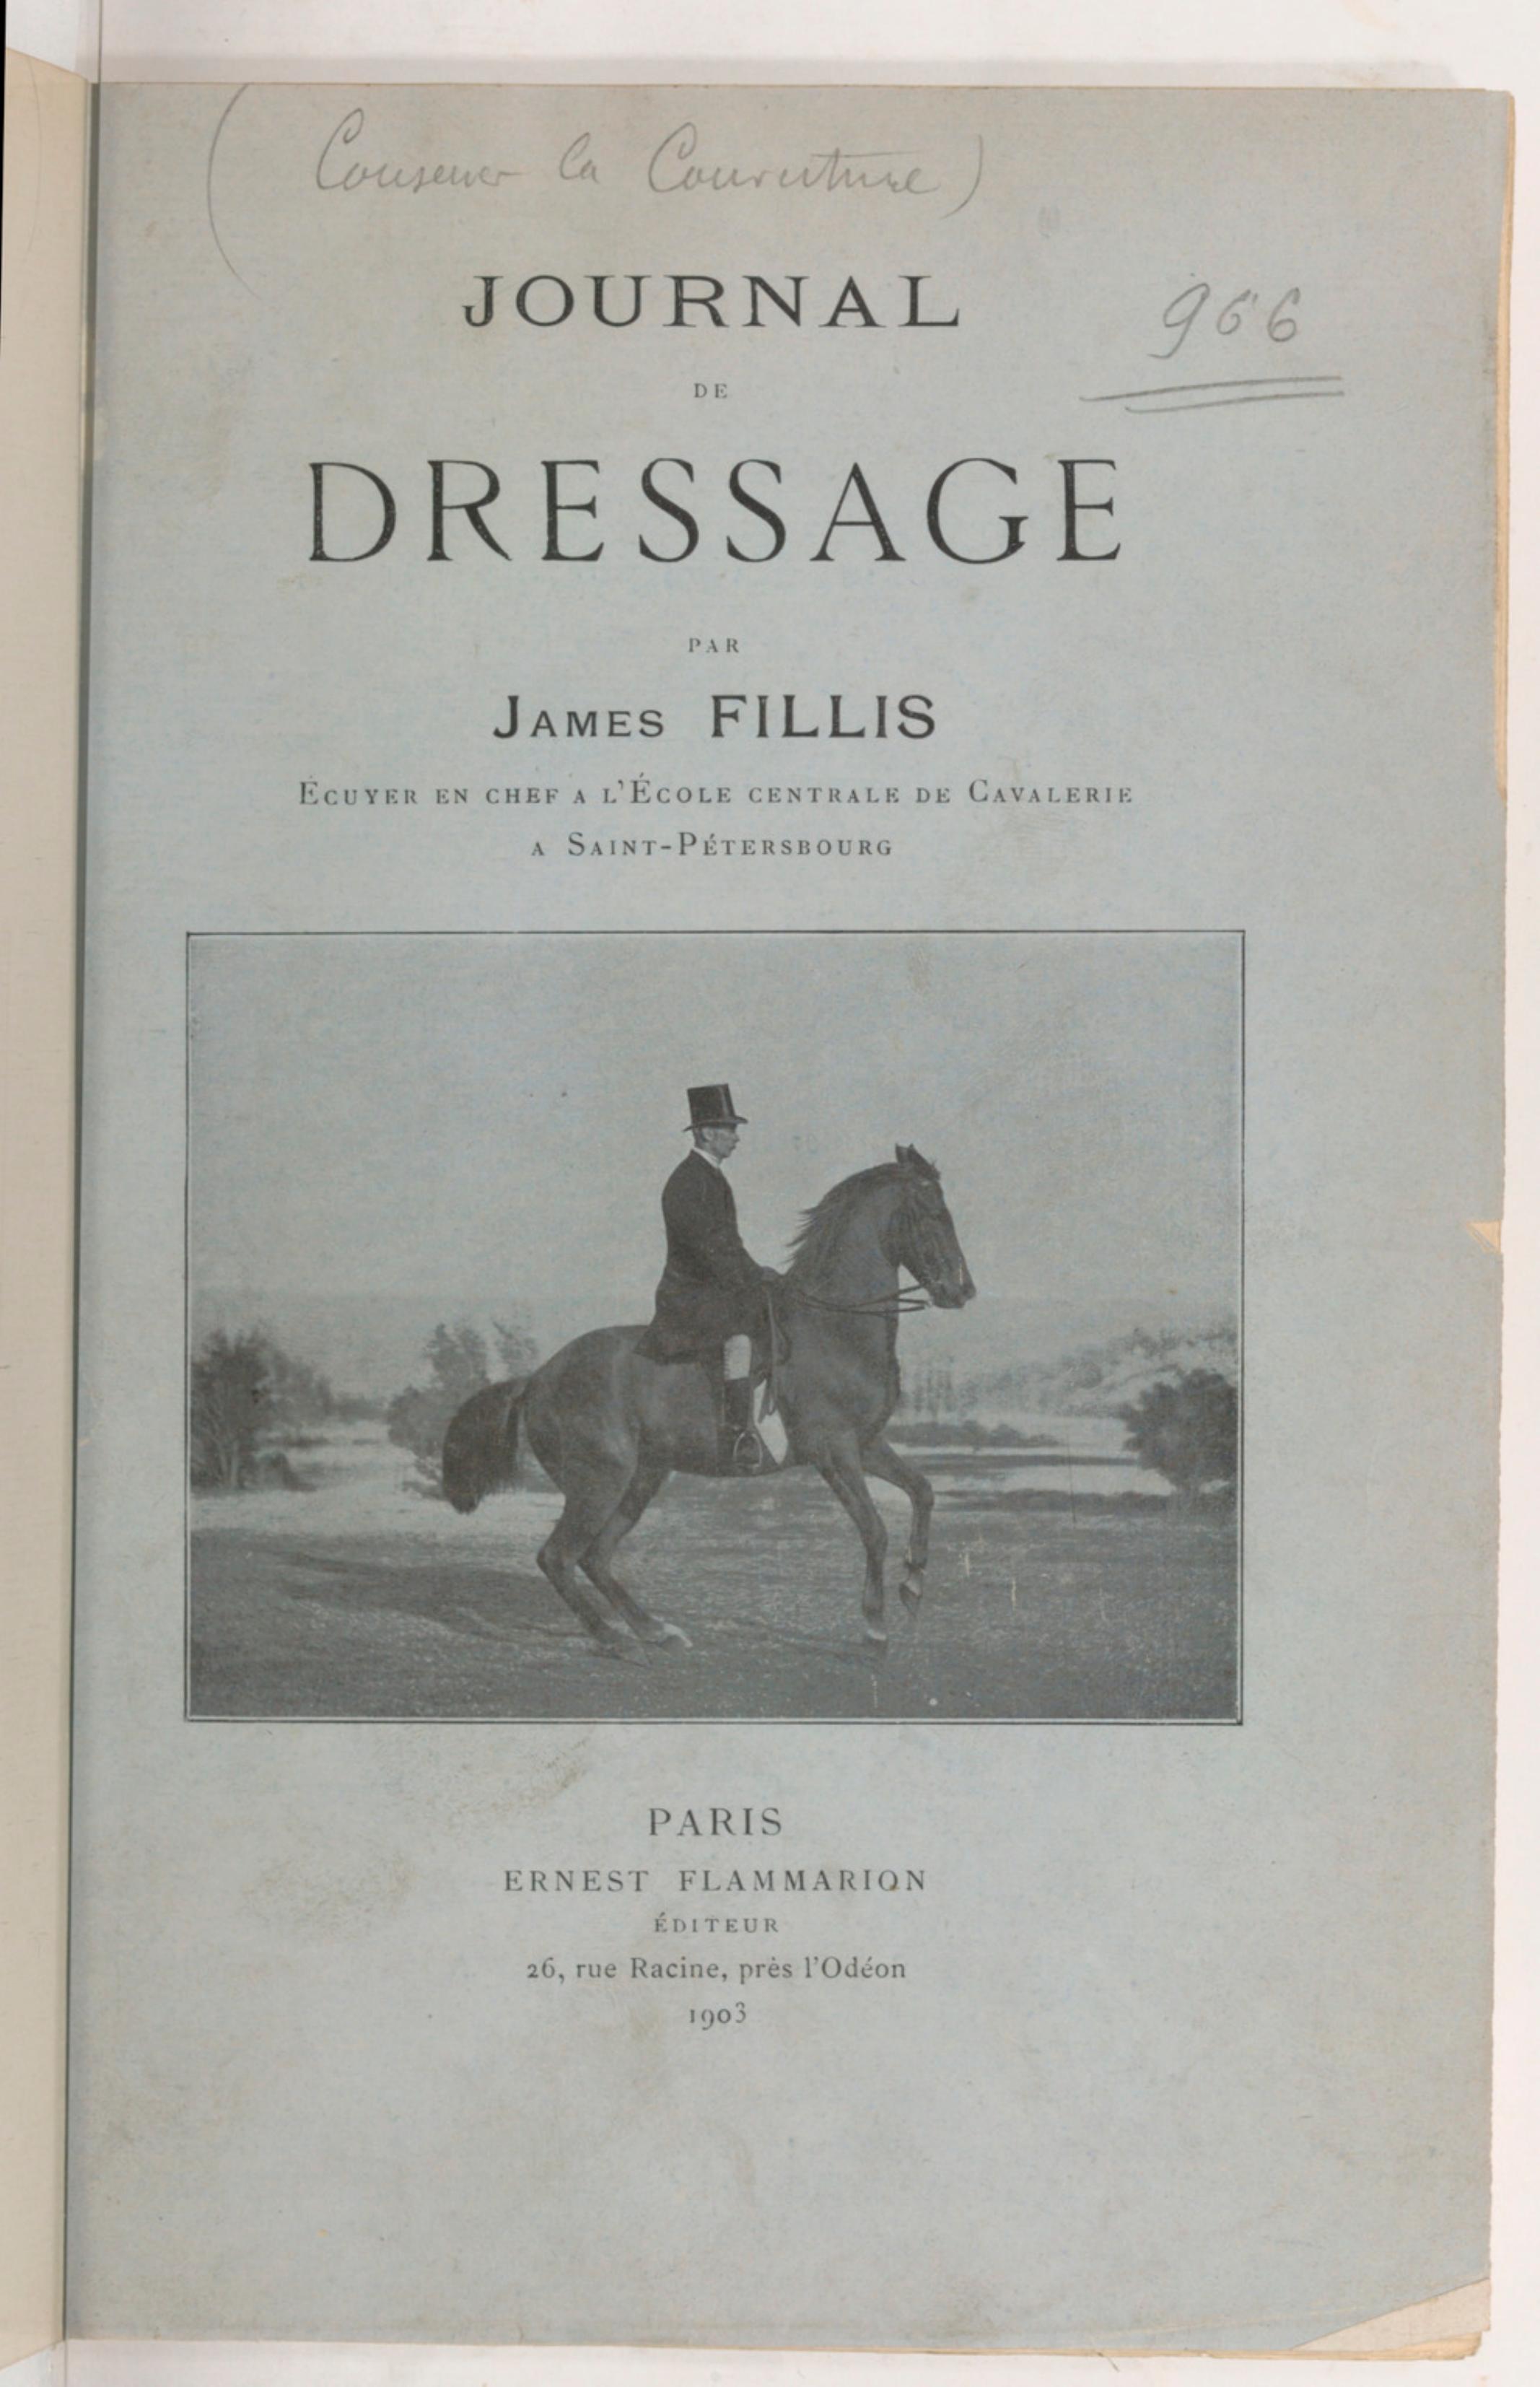 (Conserver la Couverture)
JOURNAL
966
DE
DRESSAGE
PAR
JAMES FILLIS
ÉCUYER EN CHEF A L'ÉCOLE CENTRALE DE CAVALERIE
A SAINT-PÉTERSBOURG
PARIS
ERNEST FLAMMARION
ÉDITEUR
26, rue Racine, près l'Odéon
1903